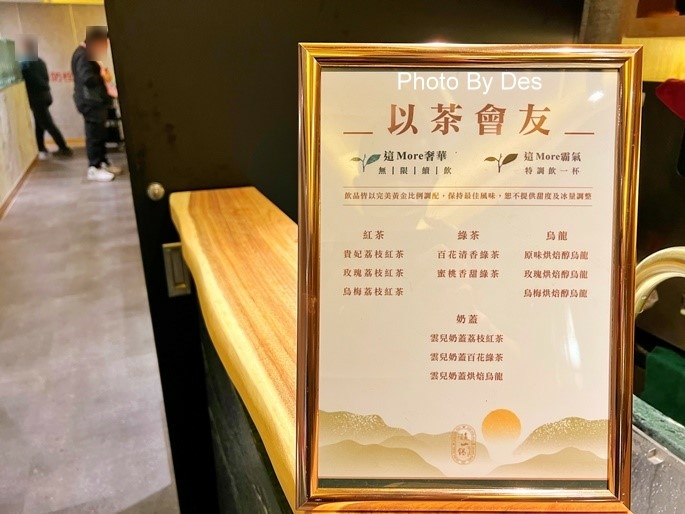 Photo By Des
以茶會友
這More奢華
無|限|續|飲
這More霸氣
特調飲一杯
飲品皆以完美黃金比例調配，保持最佳風味，恕不提供甜度及冰量調整
紅茶
貴妃荔枝紅茶
玫瑰荔枝紅茶
烏梅荔枝紅茶
綠茶
百花清香綠茶
蜜桃香甜綠茶
烏龍
原味烘焙醇烏龍
玫瑰烘焙醇烏龍
烏梅烘焙醇烏龍
奶蓋
雲兒奶蓋荔枝紅茶
雲兒奶蓋百花綠茶
雲兒奶蓋烘焙烏龍